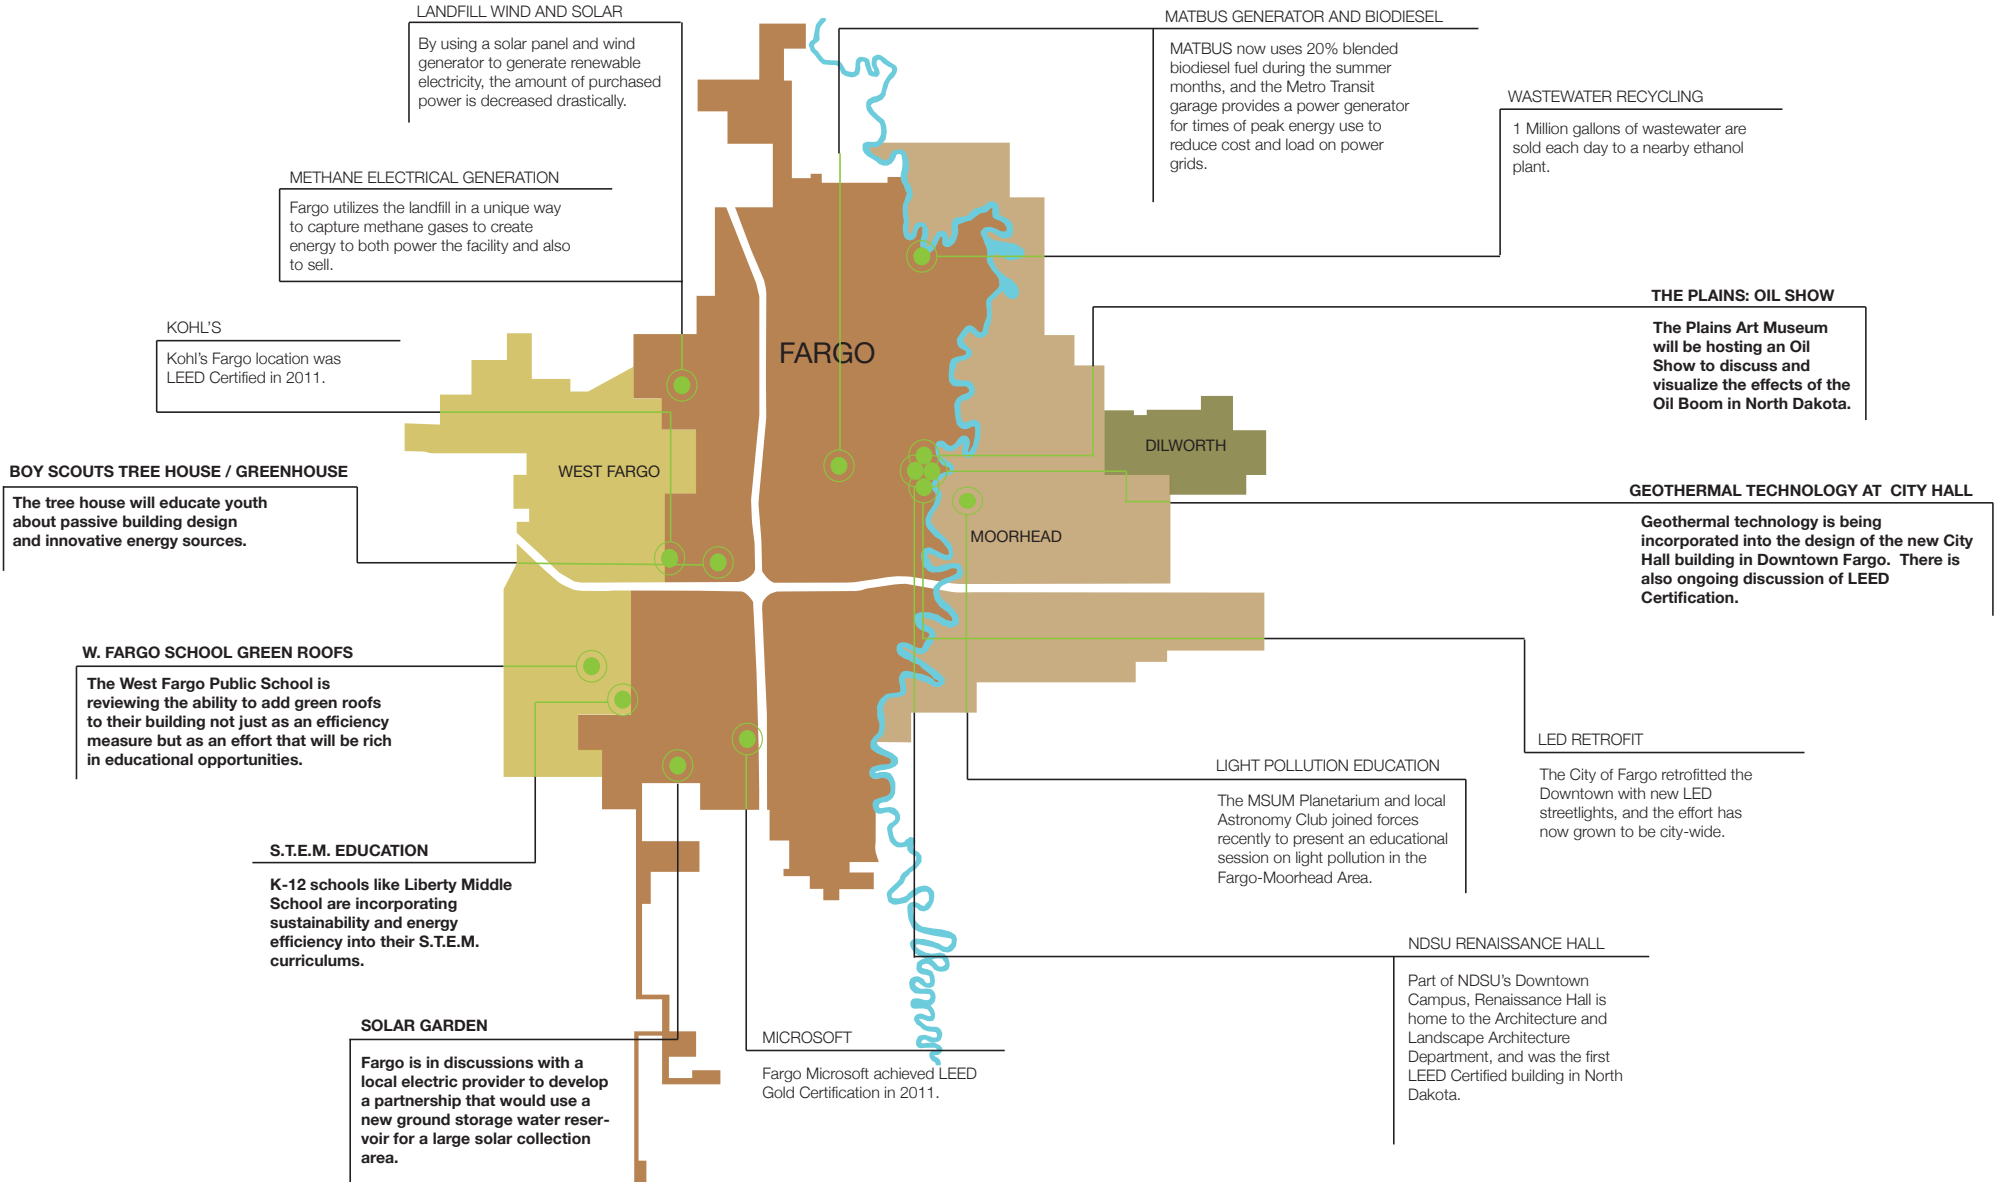 LANDFILL WIND AND SOLAR
By using a solar panel and wind
generator to generate renewable
electricity, the amount of purchased
power is decreased drastically.
MATBUS GENERATOR AND BIODIESEL
MATBUS now uses 20% blended
biodiesel fuel during the summer
months, and the Metro Transit
garage provides a power generator
for times of peak energy use to
reduce cost and load on power
grids.
WASTEWATER RECYCLING
1 Million gallons of wastewater are
sold each day to a nearby ethanol
plant.
METHANE ELECTRICAL GENERATION
Fargo utilizes the landfill in a unique way
to capture methane gases to create
energy to both power the facility and also
to sell.
THE PLAINS: OIL SHOW
The Plains Art Museum
will be hosting an Oil
Show to discuss and
visualize the effects of the
Oil Boom in North Dakota.
KOHL'S
Kohl's Fargo location was
LEED Certified in 2011.
FARGO
DILWORTH
WEST FARGO
MOORHEAD
BOY SCOUTS TREE HOUSE / GREENHOUSE
The tree house will educate youth
about passive building design
and innovative energy sources.
GEOTHERMAL TECHNOLOGY AT CITY HALL
Geothermal technology is being
incorporated into the design of the new City
Hall building in Downtown Fargo. There is
also ongoing discussion of LEED
Certification.
W. FARGO SCHOOL GREEN ROOFS
The West Fargo Public School is
reviewing the ability to add green roofs
to their building not just as an efficiency
measure but as an effort that will be rich
in educational opportunities.
LED RETROFIT
The City of Fargo retrofitted the
Downtown with new LED
streetlights, and the effort has
now grown to be city-wide.
LIGHT POLLUTION EDUCATION
The MSUM Planetarium and local
Astronomy Club joined forces
recently to present an educational
session on light pollution in the
Fargo-Moorhead Area.
S.T.E.M. EDUCATION
K-12 schools like Liberty Middle
School are incorporating
sustainability and energy
efficiency into their S.T.E.M.
curriculums.
NDSU RENAISSANCE HALL
Part of NDSU's Downtown
Campus, Renaissance Hall is
home to the Architecture and
Landscape Architecture
Department, and was the first
LEED Certified building in North
Dakota.
SOLAR GARDEN
Fargo is in discussions with a
local electric provider to develop
a partnership that would use a
new ground storage water reser-
voir for a large solar collection
area.
MICROSOFT
Fargo Microsoft achieved LEED
Gold Certification in 2011.